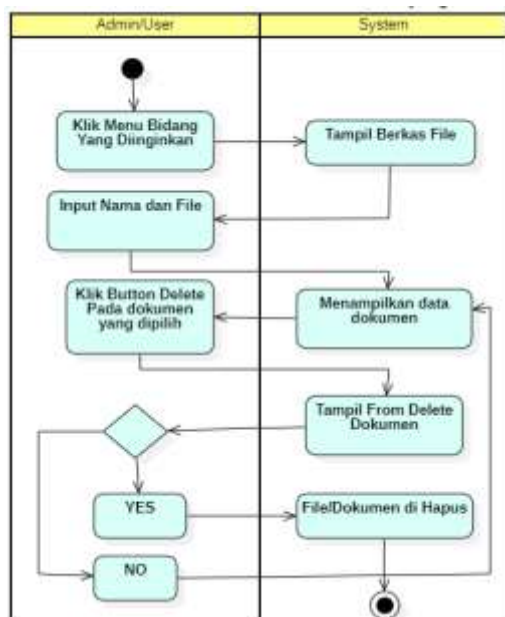 Admin/User
System
Klik Menu Bidang
Yang Diinginkan
Tampil Berkas File
Input Nama dan File
Klik Button Delete
Pada dokumen
yang dipilih
Menampilkan data
dokumen
Tampil From Delete
Dokumen
YES
File/Dokumen di Hapus
NO